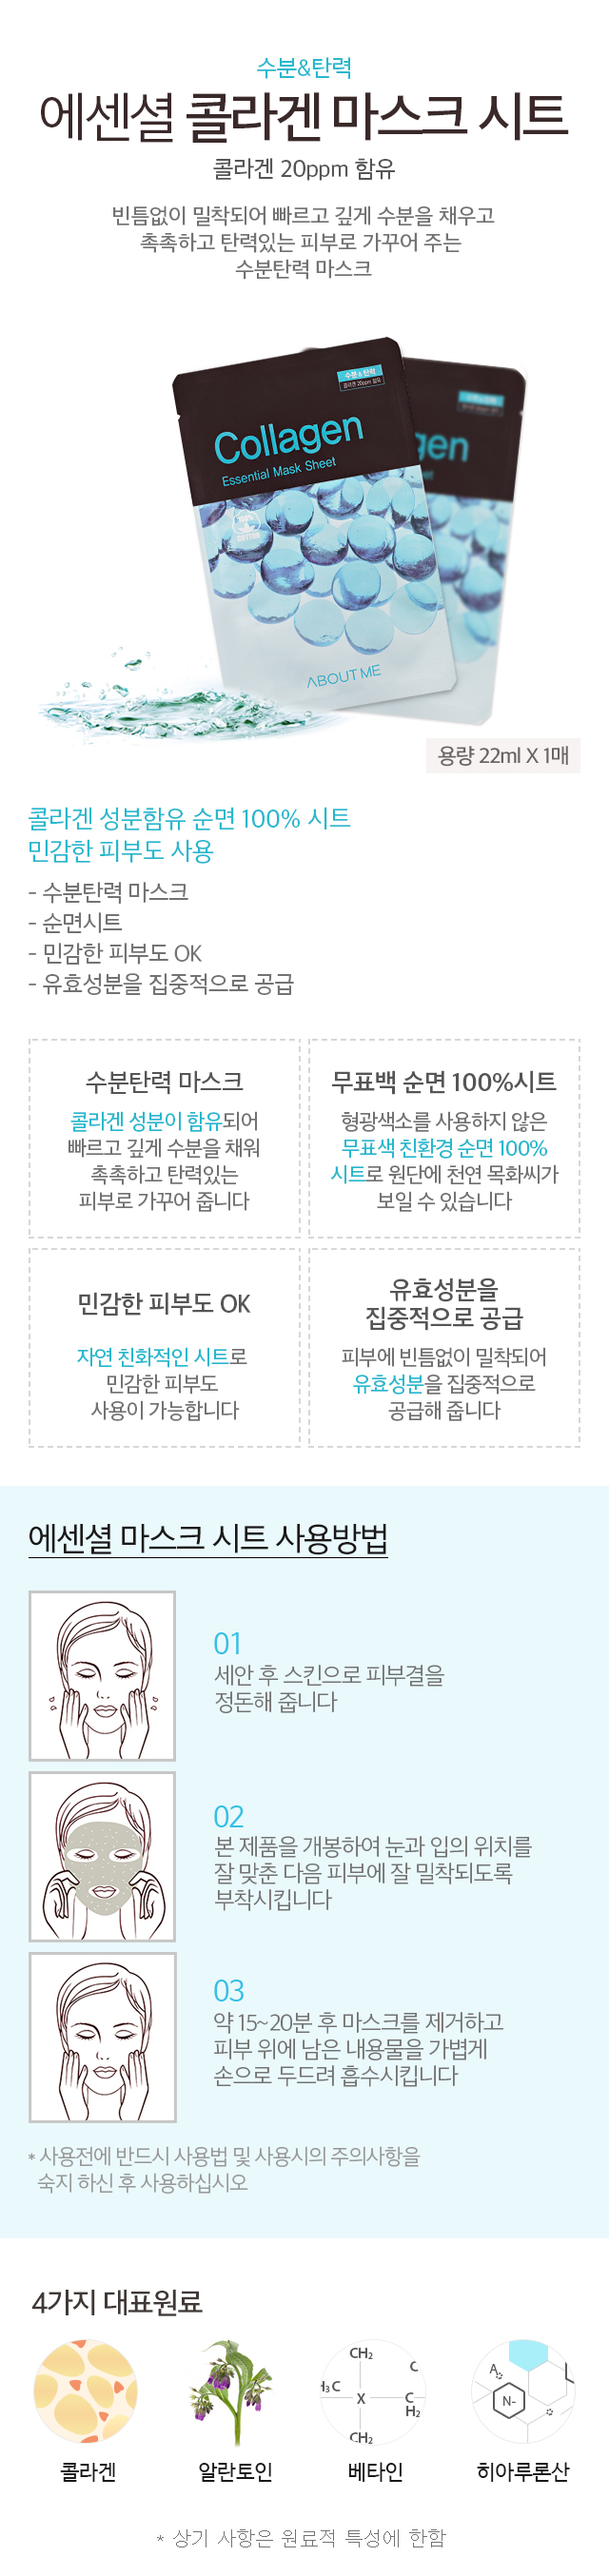 수분&탄력
에센셜 콜라겐 마스크 시트
콜라겐 20ppm 함유
빈틈없이 밀착되어 빠르고 깊게 수분을 채우고
촉촉하고 탄력있는 피부로 가꾸어 주는
수분탄력 마스크
수분&탄력
콜라겐 20ppm 함유
Collagen
Essential Mask Sheet
100%
COTTON
ABOUT ME
gen
eet
용량 22ml X 1매
콜라겐 성분함유 순면 100% 시트
민감한 피부도 사용
- 수분탄력 마스크
- 순면시트
- 민감한 피부도 OK
- 유효성분을 집중적으로 공급
수분탄력 마스크
콜라겐 성분이 함유되어
빠르고 깊게 수분을 채워
촉촉하고 탄력있는
피부로 가꾸어 줍니다
무표백 순면 100%시트
형광색소를 사용하지 않은
무표색 친환경 순면 100%
시트로 원단에 천연 목화씨가
보일 수 있습니다
민감한 피부도 OK
자연 친화적인 시트로
민감한 피부도
사용이 가능합니다
유효성분을
집중적으로 공급
피부에 빈틈없이 밀착되어
유효성분을 집중적으로
공급해 줍니다
에센셜 마스크 시트 사용방법
01
세안 후 스킨으로 피부결을
정돈해 줍니다
02
본 제품을 개봉하여 눈과 입의 위치를
잘 맞춘 다음 피부에 잘 밀착되도록
부착시킵니다
03
약 15~20분 후 마스크를 제거하고
피부 위에 남은 내용물을 가볍게
손으로 두드려 흡수시킵니다
* 사용전에 반드시 사용법 및 사용시의 주의사항을
숙지 하신 후 사용하십시오
4가지 대표원료
CH₂
C
H₃C
X
C
H₂
CH₂
A
N-
콜라겐
알란토인
베타인
히아루론산
* 상기 사항은 원료적 특성에 한함